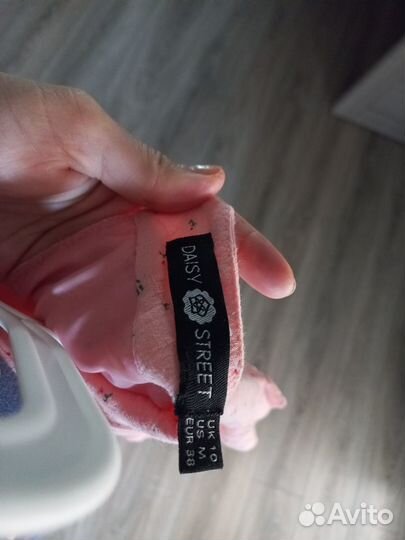 DAISY STREET
UK 10
US M
EUR 38
Avito